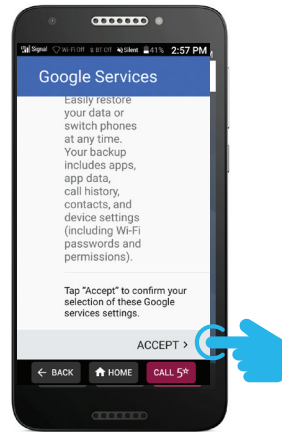 Signal Wi-Fi Off BT Off Silent 41% 2:57 PM
Google Services
Easily restore
your data or
switch phones
at any time.
Your backup
includes apps,
app data,
call history,
contacts, and
device settings
(including Wi-Fi
passwords and
permissions).
Tap "Accept" to confirm your
selection of these Google
services settings.
ACCEPT >
← BACK HOME CALL 5*